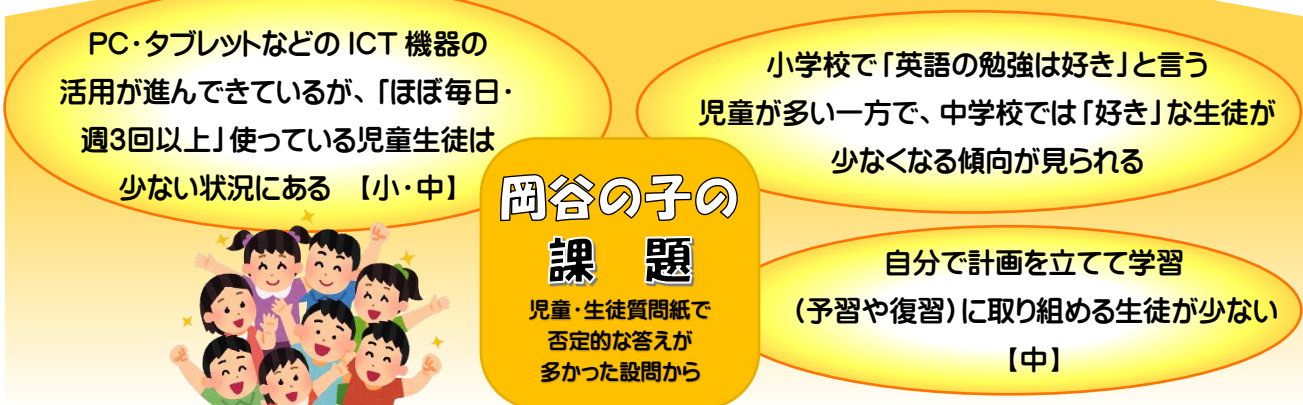 PC・タブレットなどの ICT 機器の
活用が進んできているが、「ほぼ毎日・
週3回以上」使っている児童生徒は
少ない状況にある 【小・中】
小学校で「英語の勉強は好き」と言う
児童が多い一方で、中学校では「好き」な生徒が
少なくなる傾向が見られる
岡谷の子の
課 題
児童・生徒質問紙で
否定的な答えが
多かった設問から
自分で計画を立てて学習
(予習や復習)に取り組める生徒が少ない
【中】